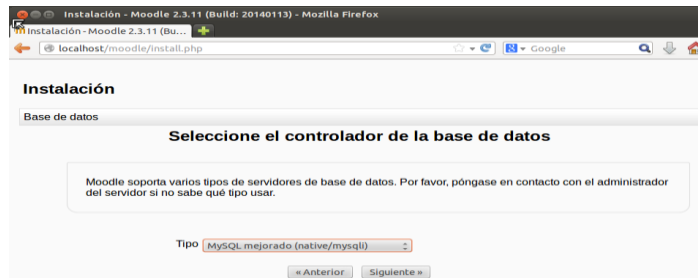 Instalación - Moodle 2.3.11 (Build: 20140113) - Mozilla Firefox
Instalación - Moodle 2.3.11 (Bu...
localhost/moodle/install.php
Google
Instalación
Base de datos
Seleccione el controlador de la base de datos
Moodle soporta varios tipos de servidores de base de datos. Por favor, póngase en contacto con el administrador
del servidor si no sabe qué tipo usar.
Tipo MySQL mejorado (native/mysqli)
« Anterior Siguiente »